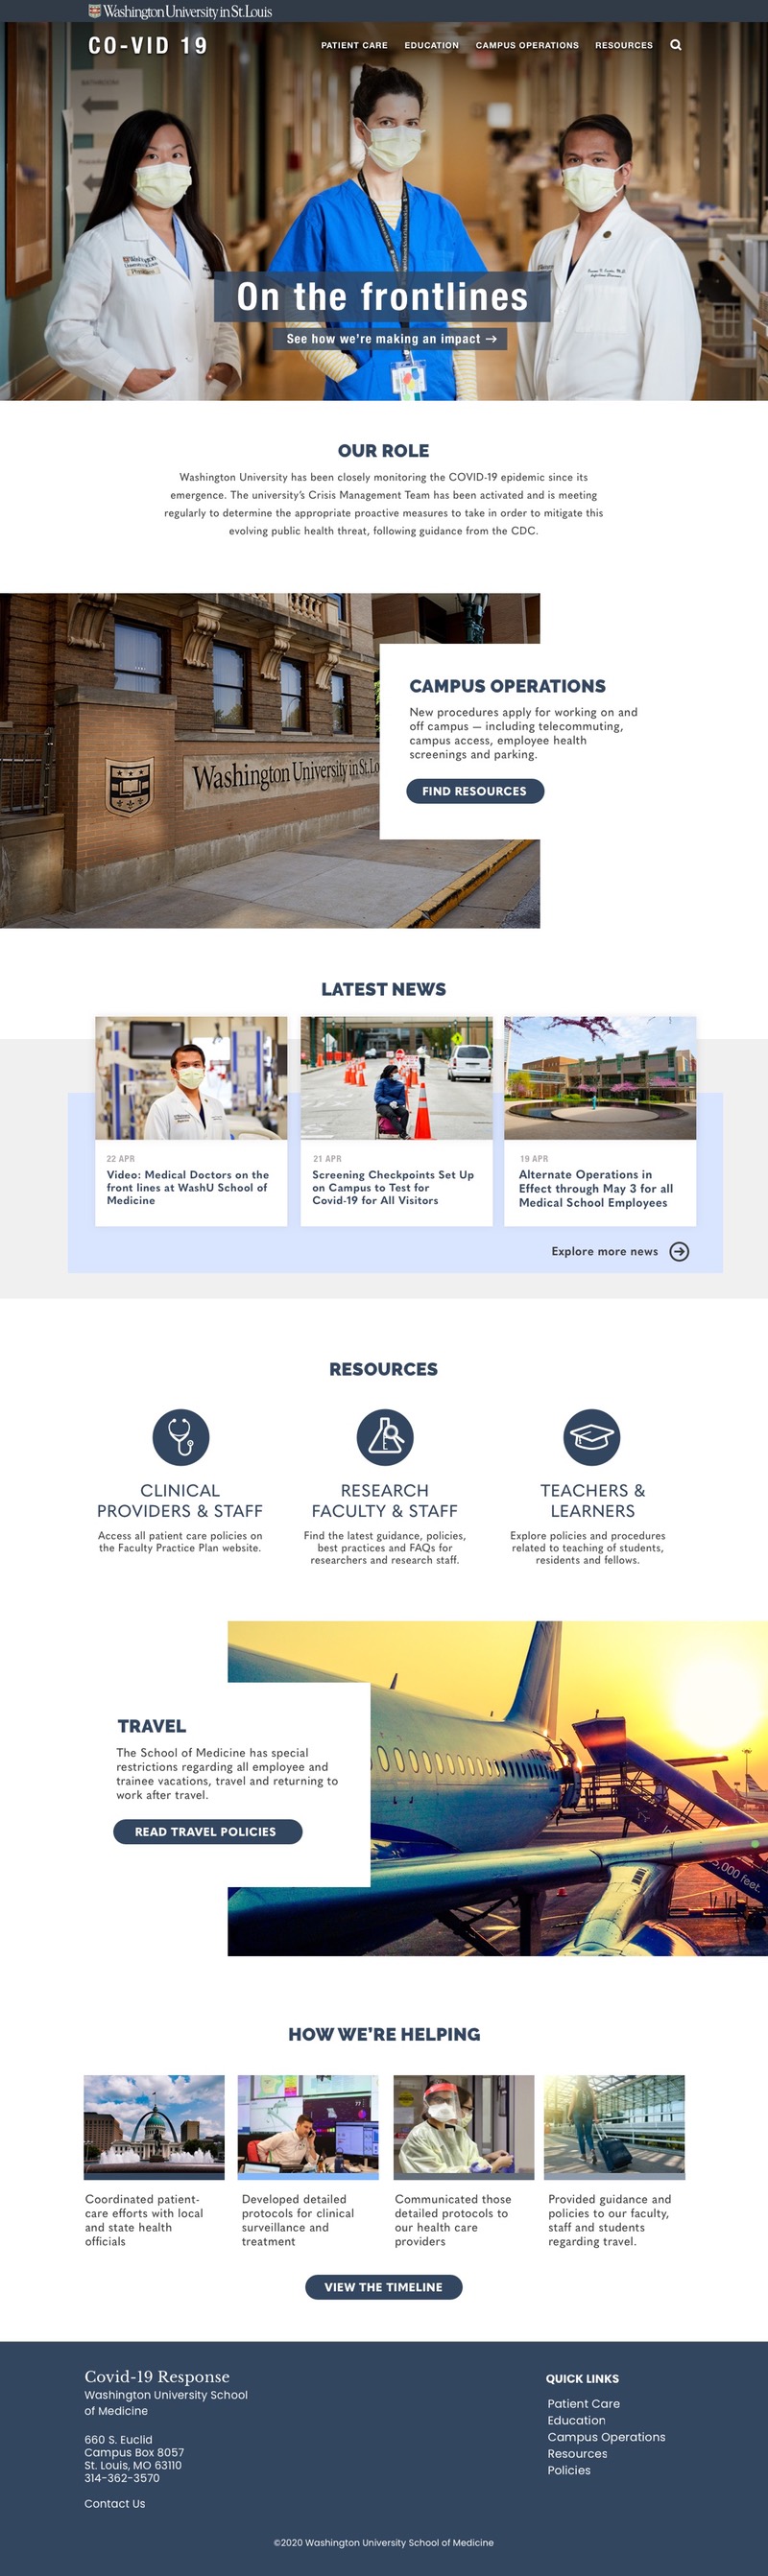 Washington University in St. Louis
CO-VID 19
PATIENT CARE EDUCATION CAMPUS OPERATIONS RESOURCES
BATHROOM
On the frontlines
See how we're making an impact →
OUR ROLE
Washington University has been closely monitoring the COVID-19 epidemic since its
emergence. The university's Crisis Management Team has been activated and is meeting
regularly to determine the appropriate proactive measures to take in order to mitigate this
evolving public health threat, following guidance from the CDC.
Washington University in St. Lo
CAMPUS OPERATIONS
New procedures apply for working on and
off campus — including telecommuting,
campus access, employee health
screenings and parking.
FIND RESOURCES
LATEST NEWS
22 APR
Video: Medical Doctors on the
front lines at WashU School of
Medicine
21 APR
Screening Checkpoints Set Up
on Campus to Test for
Covid-19 for All Visitors
19 APR
Alternate Operations in
Effect through May 3 for all
Medical School Employees
Explore more news
RESOURCES
CLINICAL
PROVIDERS & STAFF
Access all patient care policies on
the Faculty Practice Plan website.
RESEARCH
FACULTY & STAFF
Find the latest guidance, policies,
best practices and FAQs for
researchers and research staff.
TEACHERS &
LEARNERS
Explore policies and procedures
related to teaching of students,
residents and fellows.
TRAVEL
The School of Medicine has special
restrictions regarding all employee and
trainee vacations, travel and returning to
work after travel.
READ TRAVEL POLICIES
5,000 feet.
HOW WE'RE HELPING
Coordinated patient-
care efforts with local
and state health
officials
Developed detailed
protocols for clinical
surveillance and
treatment
Communicated those
detailed protocols to
our health care
providers
Provided guidance and
policies to our faculty,
staff and students
regarding travel.
VIEW THE TIMELINE
Covid-19 Response
Washington University School
of Medicine
660 S. Euclid
Campus Box 8057
St. Louis, MO 63110
314-362-3570
Contact Us
QUICK LINKS
Patient Care
Education
Campus Operations
Resources
Policies
©2020 Washington University School of Medicine